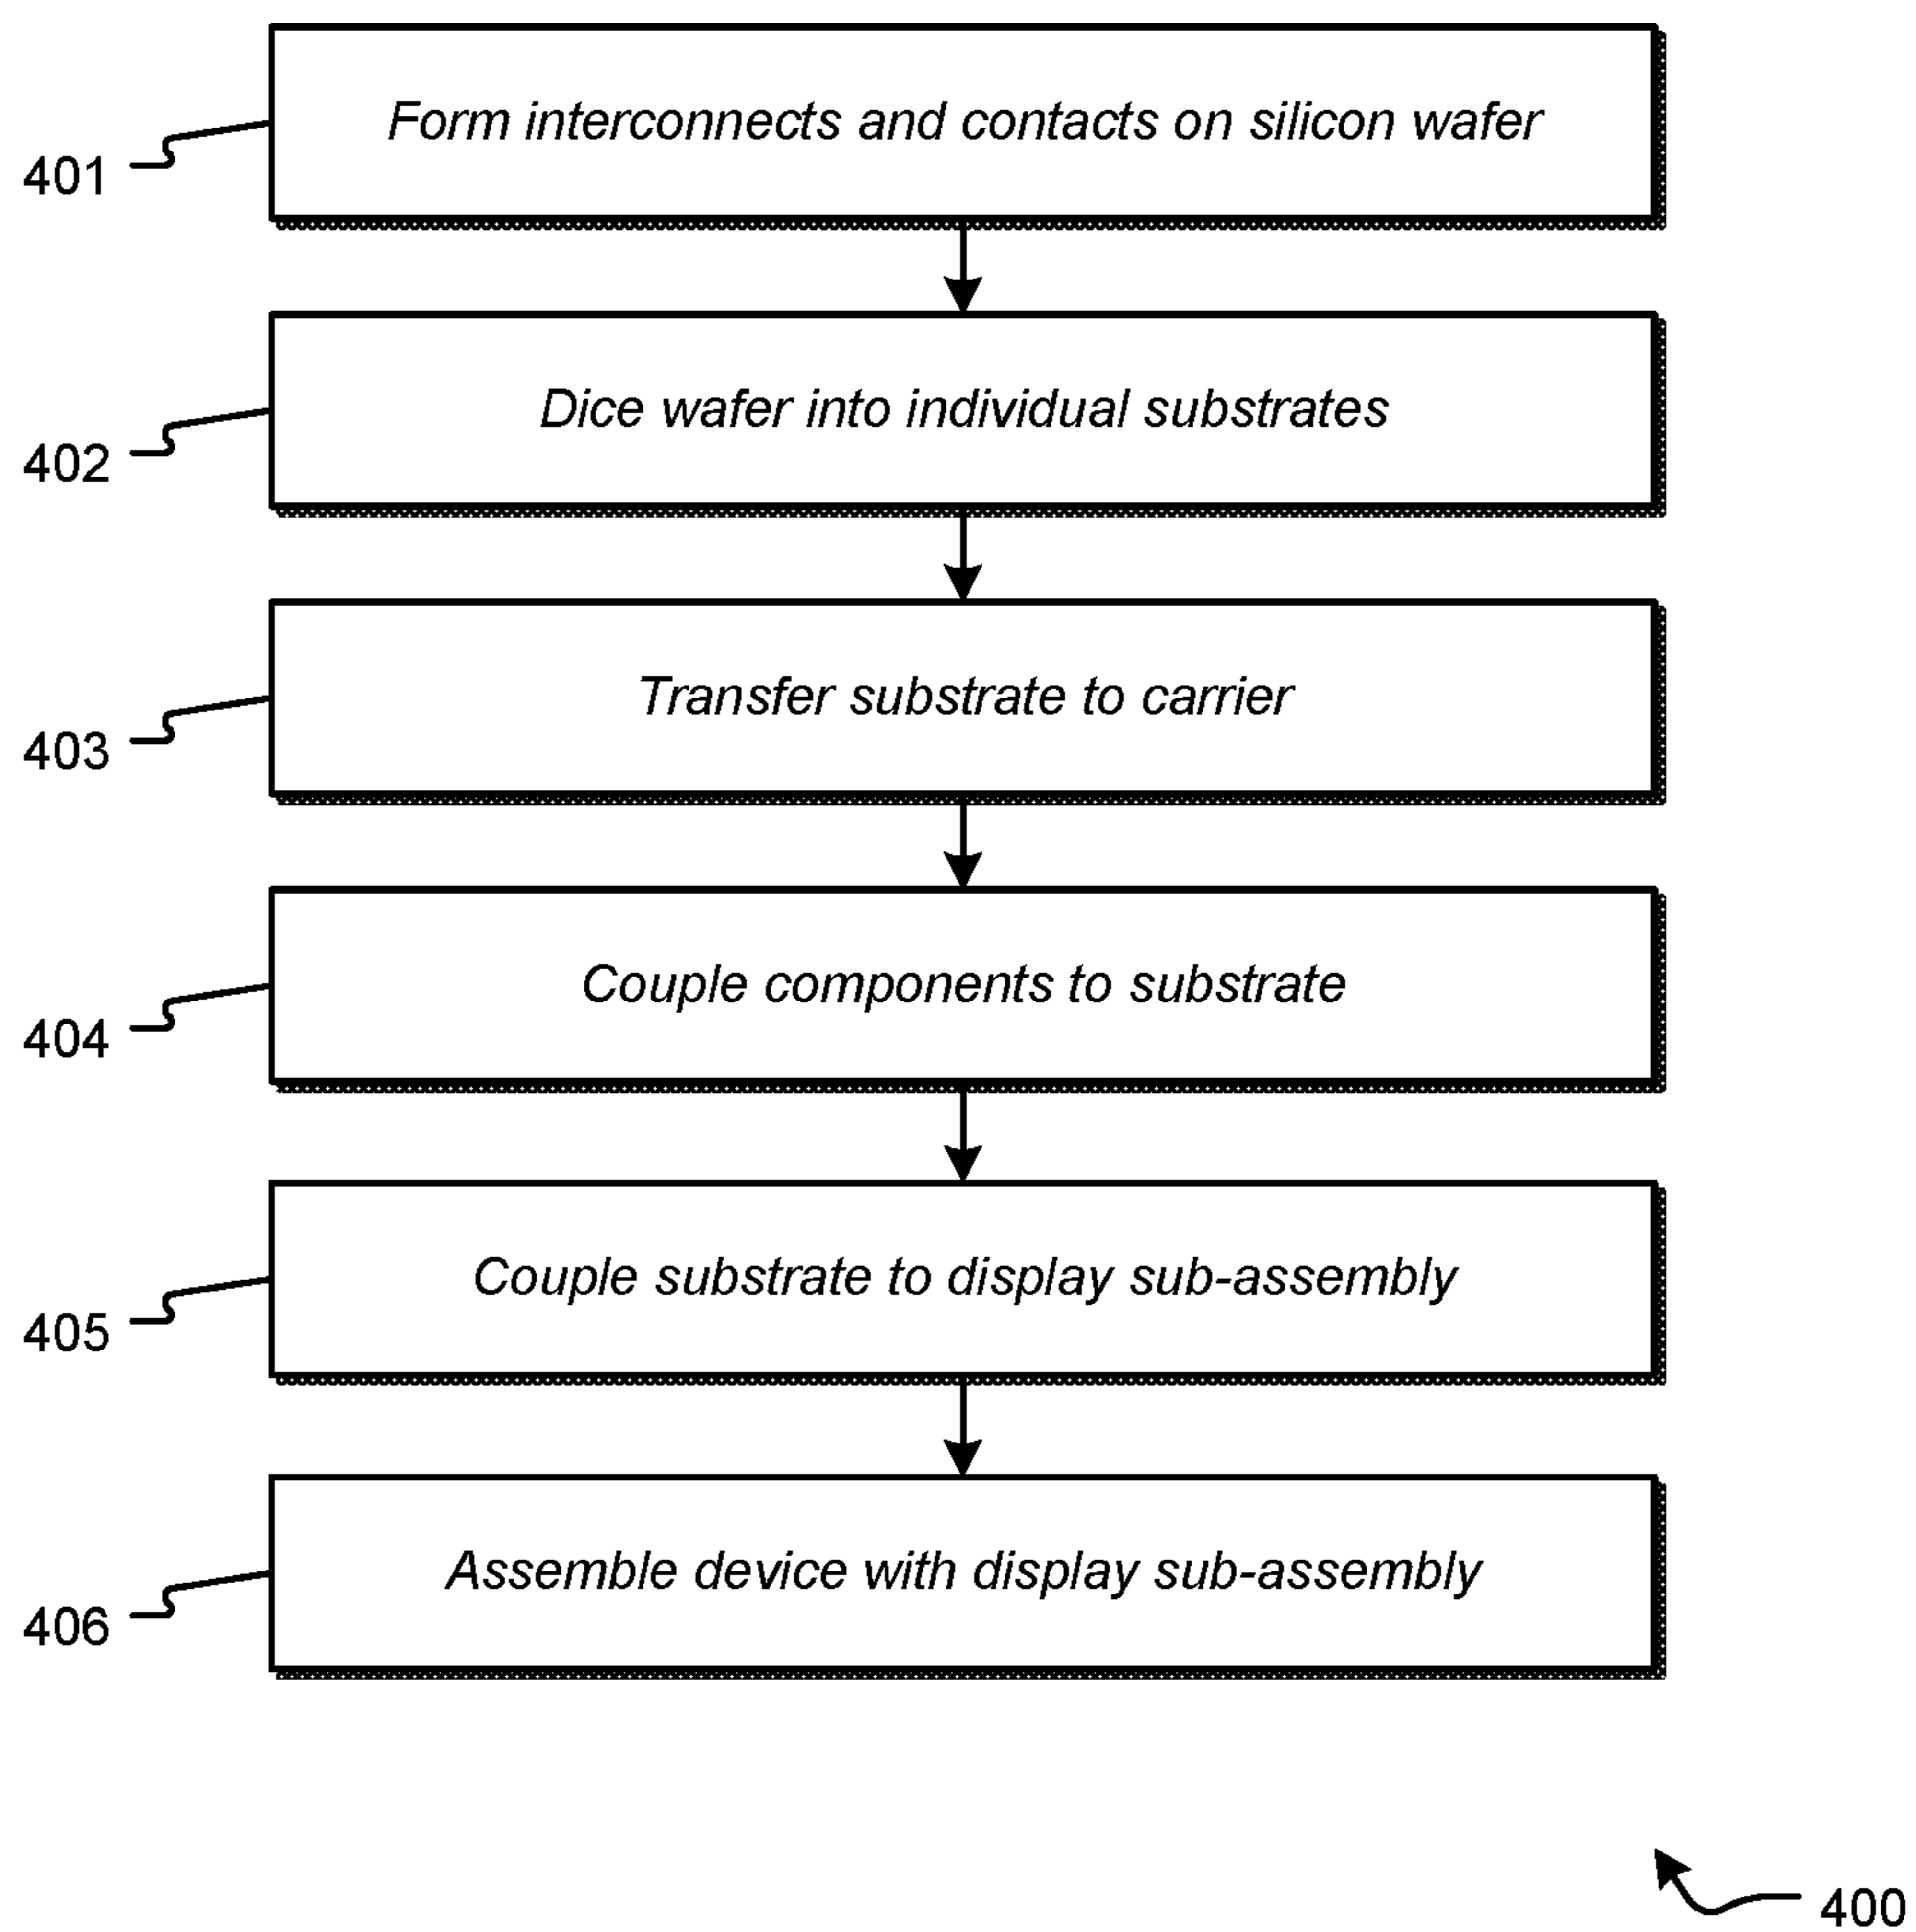 Form interconnects and contacts on silicon wafer
401
Dice wafer into individual substrates
402
Transfer substrate to carrier
403
Couple components to substrate
404
Couple substrate to display sub-assembly
405
Assemble device with display sub-assembly
406
400